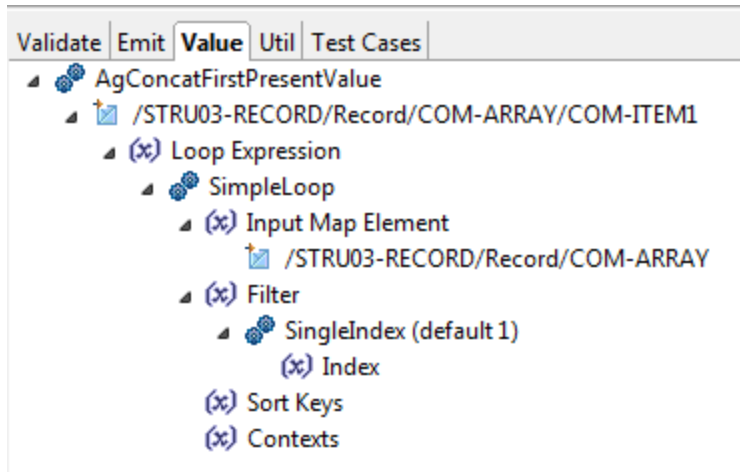 Validate Emit Value Util Test Cases
AgConcatFirstPresentValue
/STRU03-RECORD/Record/COM-ARRAY/COM-ITEM1
(x) Loop Expression
SimpleLoop
(x) Input Map Element
/STRU03-RECORD/Record/COM-ARRAY
(x) Filter
SingleIndex (default 1)
(x) Index
(x) Sort Keys
(x) Contexts